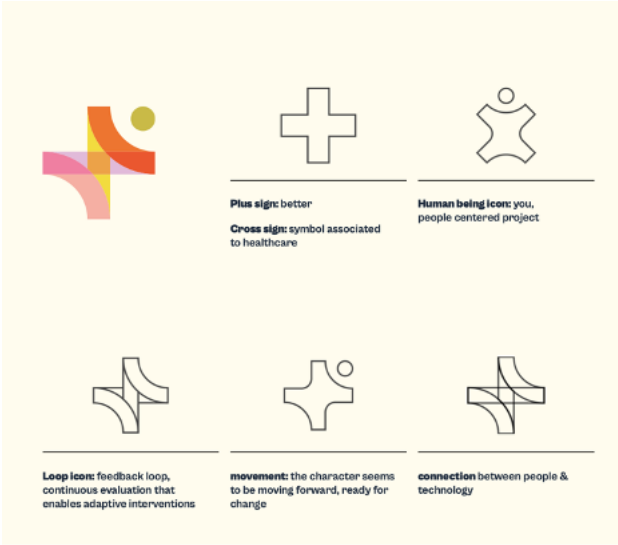 Plus sign: better
Cross sign: symbol associated
to healthcare
Human being icon: you,
people centered project
Loop icon: feedback loop,
continuous evaluation that
enables adaptive interventions
movement: the character seems
to be moving forward, ready for
change
connection between people &
technology